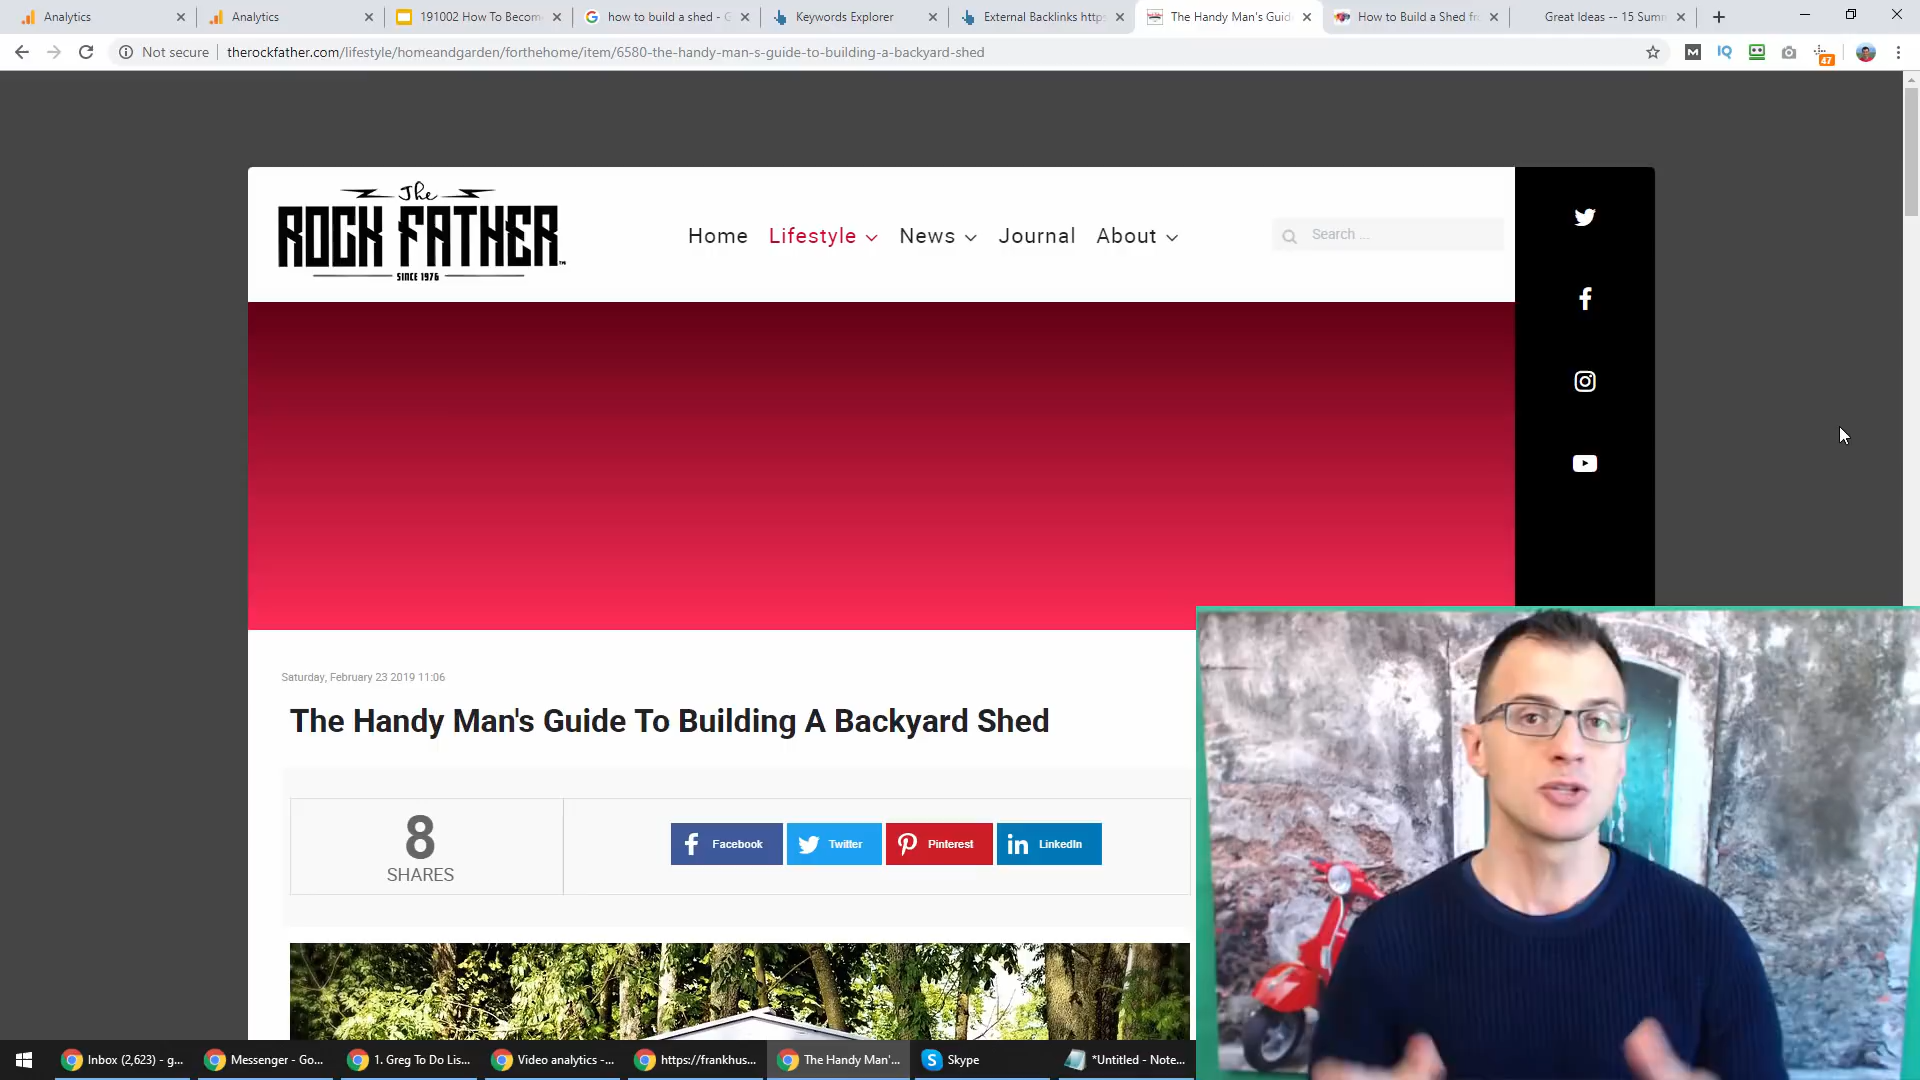 Analytics
Analytics
191002 How To Becom
how to build a shed - G
Keywords Explorer
External Backlinks https
The Handy Man's Guid
How to Build a Shed fr
Great Ideas -- 15 Sum
Not secure
therockfather.com/lifestyle/homeandgarden/forthehome/item/6580-the-handy-man-s-guide-to-building-a-backyard-shed
M
IQ
47
The
ROCK FATHER
TM
SINCE 1976
Home
Lifestyle
News
Journal
About
Search ...
Saturday, February 23 2019 11:06
The Handy Man's Guide To Building A Backyard Shed
8
SHARES
Facebook
Twitter
Pinterest
LinkedIn
Inbox (2,623) - g...
Messenger - Go...
1. Greg To Do Lis...
Video analytics -...
https://frankhus...
The Handy Man'...
Skype
*Untitled - Note...